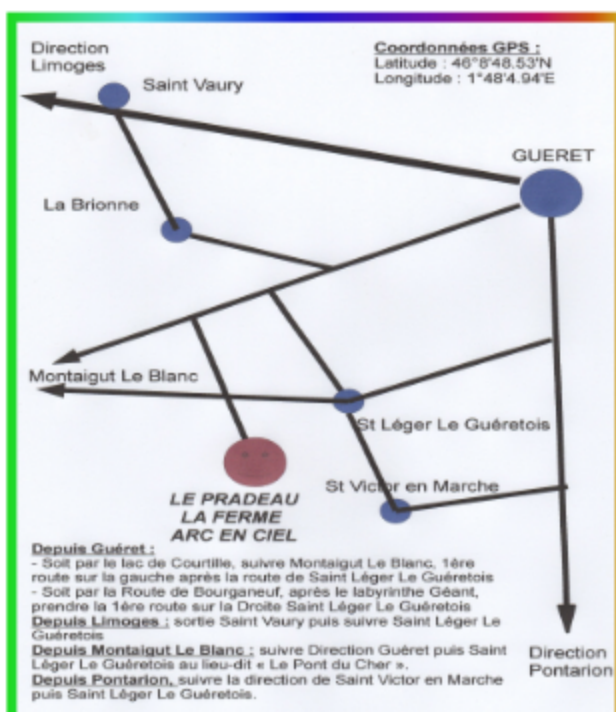 Direction
Limoges
Coordonnées GPS :
Latitude : 46°8'48.53'N
Longitude : 1°48'4.94'E
Saint Vaury
GUERET
La Brionne
Montaigut Le Blanc
St Léger Le Guéretois
St Victor en Marche
LE PRADEAU
LA FERME
ARC EN CIEL
Depuis Guéret :
- Soit par le lac de Courtille, suivre Montaigut Le Blanc, 1ère
route sur la gauche après la route de Saint Léger Le Guéretois
- Soit par la Route de Bourganeuf, après le labyrinthe Géant,
prendre la 1ère route sur la Droite Saint Léger Le Guéretois
Depuis Limoges : sortie Saint Vaury puis suivre Saint Léger Le
Guéretois
Depuis Montaigut Le Blanc : suivre Direction Guéret puis Saint
Léger Le Guéretois au lieu-dit « Le Pont du Cher ».
Depuis Pontarion, suivre la direction de Saint Victor en Marche
puis Saint Léger Le Guéretois.
Direction
Pontarion